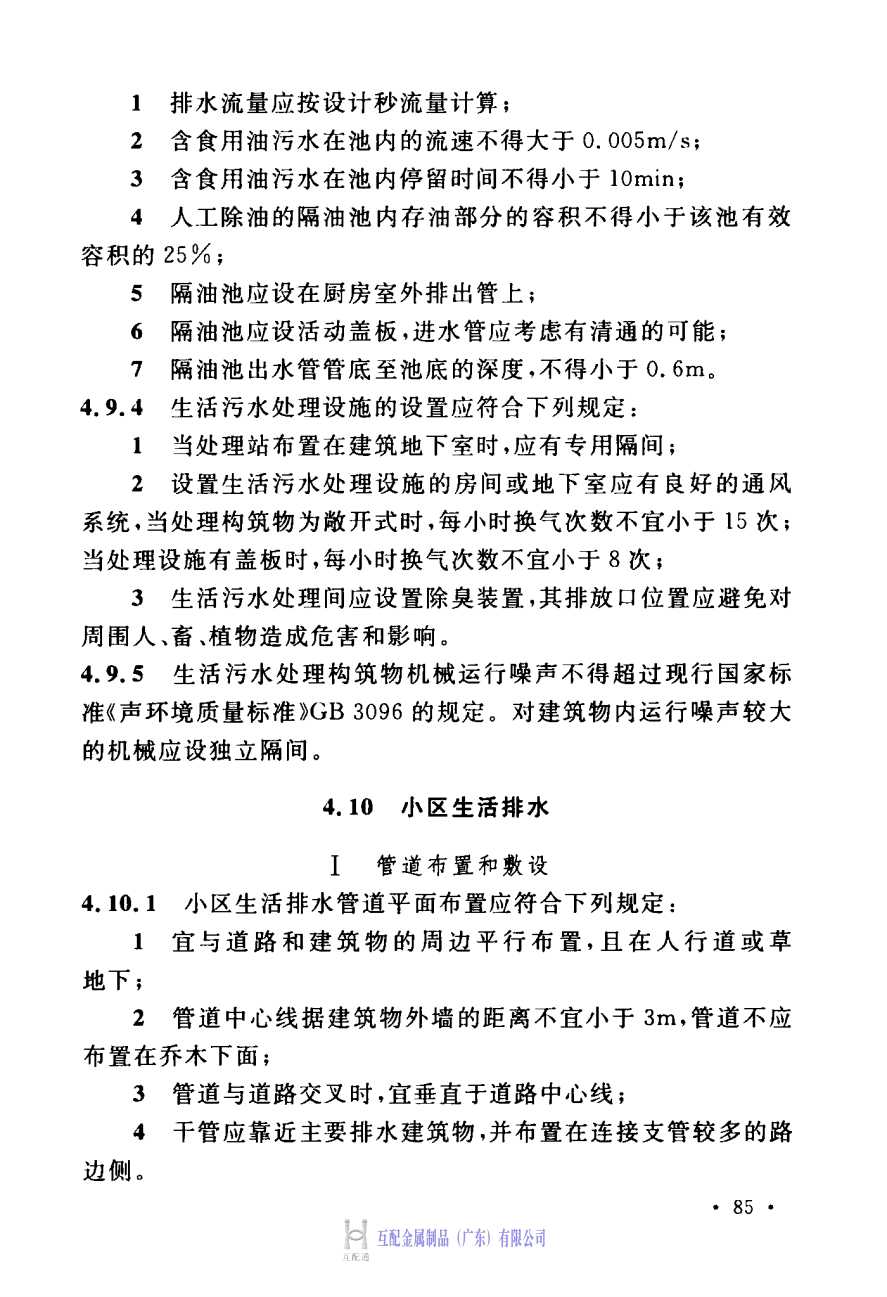 1 排水流量应按设计秒流量计算；
2 含食用油污水在池内的流速不得大于 0.005m/s；
3 含食用油污水在池内停留时间不得小于 10min；
4 人工除油的隔油池内存油部分的容积不得小于该池有效
容积的 25%；
5 隔油池应设在厨房室外排出管上；
6 隔油池应设活动盖板，进水管应考虑有清通的可能；
7 隔油池出水管管底至池底的深度，不得小于 0.6m。
4.9.4 生活污水处理设施的设置应符合下列规定：
1 当处理站布置在建筑地下室时，应有专用隔间；
2 设置生活污水处理设施的房间或地下室应有良好的通风
系统，当处理构筑物为敞开式时，每小时换气次数不宜小于 15 次；
当处理设施有盖板时，每小时换气次数不宜小于 8 次；
3 生活污水处理间应设置除臭装置，其排放口位置应避免对
周围人、畜、植物造成危害和影响。
4.9.5 生活污水处理构筑物机械运行噪声不得超过现行国家标
准《声环境质量标准》GB 3096 的规定。对建筑物内运行噪声较大
的机械应设独立隔间。
4.10 小区生活排水
Ⅰ 管道布置和敷设
4.10.1 小区生活排水管道平面布置应符合下列规定：
1 宜与道路和建筑物的周边平行布置，且在人行道或草
地下；
2 管道中心线据建筑物外墙的距离不宜小于 3m，管道不应
布置在乔木下面；
3 管道与道路交叉时，宜垂直于道路中心线；
4 干管应靠近主要排水建筑物，并布置在连接支管较多的路
边侧。
• 85 •
互配金属制品（广东）有限公司
互配通